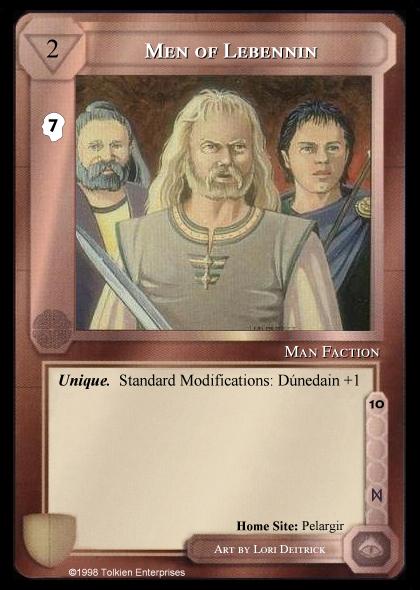 2
MEN OF LEBENNIN
7
MAN FACTION
Unique. Standard Modifications: Dúnedain +1
10
ᛞ
Home Site: Pelargir
ART BY LORI DEITRICK
©1998 Tolkien Enterprises